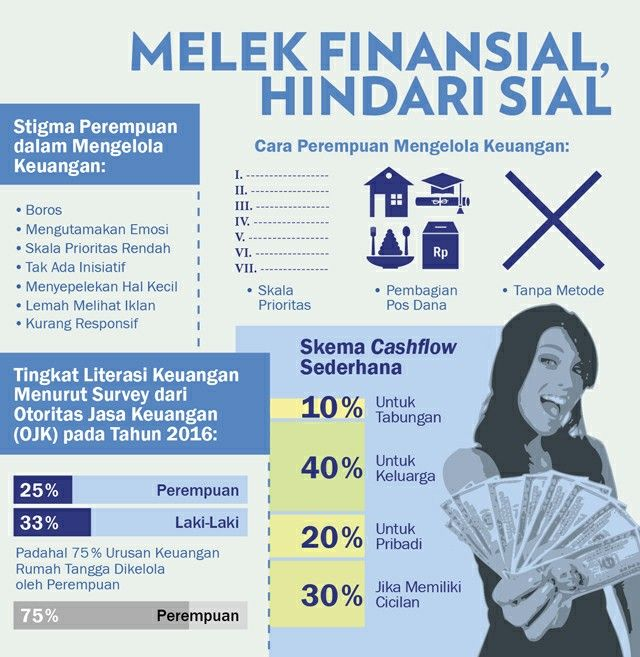 MELEK FINANSIAL,
HINDARI SIAL
Stigma Perempuan
dalam Mengelola
Keuangan:
• Boros
• Mengutamakan Emosi
• Skala Prioritas Rendah
• Tak Ada Inisiatif
• Menyepelekan Hal Kecil
• Lemah Melihat Iklan
• Kurang Responsif
Cara Perempuan Mengelola Keuangan:
I.
II.
III.
IV.
V.
VI.
VII.
• Skala
Prioritas
Rp
• Pembagian
Pos Dana
• Tanpa Metode
Tingkat Literasi Keuangan
Menurut Survey dari
Otoritas Jasa Keuangan
(OJK) pada Tahun 2016:
25% Perempuan
33% Laki-Laki
Padahal 75% Urusan Keuangan
Rumah Tangga Dikelola
oleh Perempuan
75% Perempuan
Skema Cashflow
Sederhana
10% Untuk
Tabungan
40% Untuk
Keluarga
20% Untuk
Pribadi
30% Jika Memiliki
Cicilan